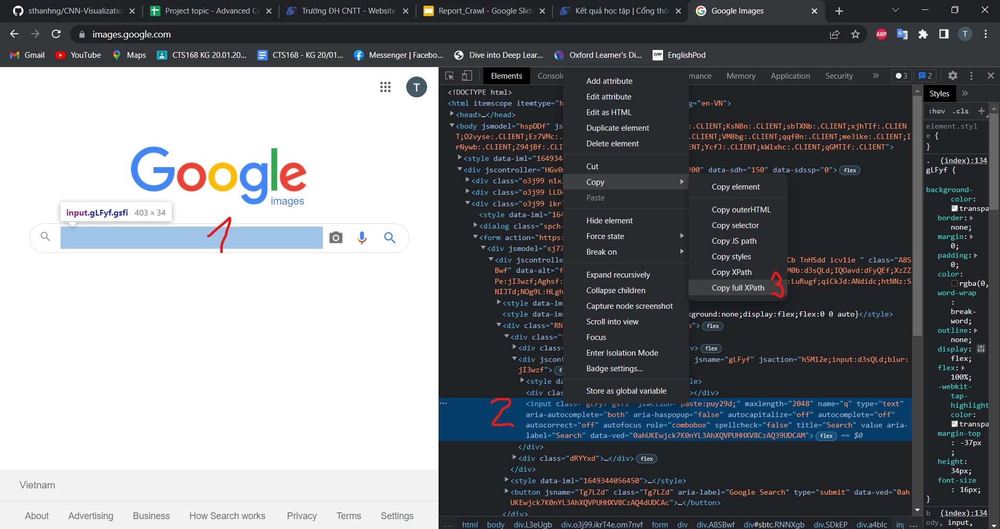 sthanhng/CNN-Visualizatio
Project topic - Advanced Co
Trường ĐH CNTT - Website
Report_Crawl - Google Slide
Kết quả học tập | Cổng thôn
Google Images
images.google.com
ABP
T
Gmail
YouTube
Maps
CTS168 KG 20.01.20...
CTS168 - KG 20/01...
Messenger | Facebo...
Dive into Deep Lear...
Oxford Learner's Di...
EnglishPod
T
Google
images
input.gLFyf.gsfi 403 × 34
1
Vietnam
About Advertising Business How Search works Privacy Terms Settings
Elements Console mance Memory Application Security » 3 2
<!DOCTYPE html>
<html itemscope itemtype="h g="en-VN">
<head>…</head>
<body jsmodel="hspDDf" js :.CLIENT;KsNBn:.CLIENT;sbTXNb:.CLIENT;xjhTIf:.CLIEN
T;O2vyse:.CLIENT;Ez7VMc:. .CLIENT;VM8bg:.CLIENT;qqf0n:.CLIENT;me3ike:.CLIENT;I
rNywb:.CLIENT;Z94jBf:.CLI ENT;YcfJ:.CLIENT;kWlxhc:.CLIENT;qGMTIf:.CLIENT">
<style data-iml="164934
<div jscontroller="HGv0m 200" data-sdh="150" data-sdssp="0"> flex
<div class="o3j99 n1x
<div class="o3j99 LLD4
<div class="o3j99 ikrT
<style data-iml="164
<dialog class="spch-
<form action="https:
<div jsmodel="sj77
<div jscontrolle Cb TnHSdd icv1ie " class="A8S
Bwf" data-alt="f M0b:d3sQLd;IQOavd:dFyQEf;XzZZ
Pe:jI3wzf;Aghsf: :LuRugf;qiCkJd:ANdidc;htNNz:S
NIJTd;NOg9L:HLgh
<style data-im
<style data-im kground:none;display:flex;flex:0 0 auto}</style>
<div class="RN b"> flex
<div class="S
<div clas v> flex
<div jscont jsname="gLFyf" jsaction="h5M12e;input:d3sQLd;blur:
jI3wzf">
<style da le>
<div clas ></div>
2
<input class="gLFyf gsfi" jsaction="paste:puy29d;" maxlength="2048" name="q" type="text"
aria-autocomplete="both" aria-haspopup="false" autocapitalize="off" autocomplete="off"
autocorrect="off" autofocus role="combobox" spellcheck="false" title="Search" value aria-
label="Search" data-ved="0ahUKEwjck7K0nYL3AhXQVPUHHXV8CzAQ39UDCAM"> flex == $0
</div>
<div class="dRYYxd">…</div> flex
</div>
<style data-iml="1649344056450">…</style>
<button jsname="Tg7LZd" class="Tg7LZd" aria-label="Google Search" type="submit" data-ved="0ah
UKEwjck7K0nYL3AhXQVPUHHXV8CzAQ4dUDCAc">…</button>
</div>
... html body div.L3eUgb div.o3j99.ikrT4e.om7nvf form div div.A8SBwf div#sbtc.RNNXgb div.SDkEP div.a4bIc in ...
Add attribute
Edit attribute
Edit as HTML
Duplicate element
Delete element
Cut
Copy
Paste
Hide element
Force state
Break on
Expand recursively
Collapse children
Capture node screenshot
Scroll into view
Focus
Enter Isolation Mode
Badge settings...
Store as global variable
Copy element
Copy outerHTML
Copy selector
Copy JS path
Copy styles
Copy XPath
Copy full XPath
3
Styles »
:hov .cls +
element.styl
e {
}
. (index):134
gLFyf {
background-
color:
transpa
border:
none;
margin:
0;
padding:
0;
color:
rgba(0,
word-wrap
:
break-
word;
outline:
none;
display:
flex;
flex:
100%;
-webkit-
tap-
highlight
color:
transpa
margin-top
: -37px
;
height:
34px;
font-size
: 16px;
}
b (index):134
ody, input,